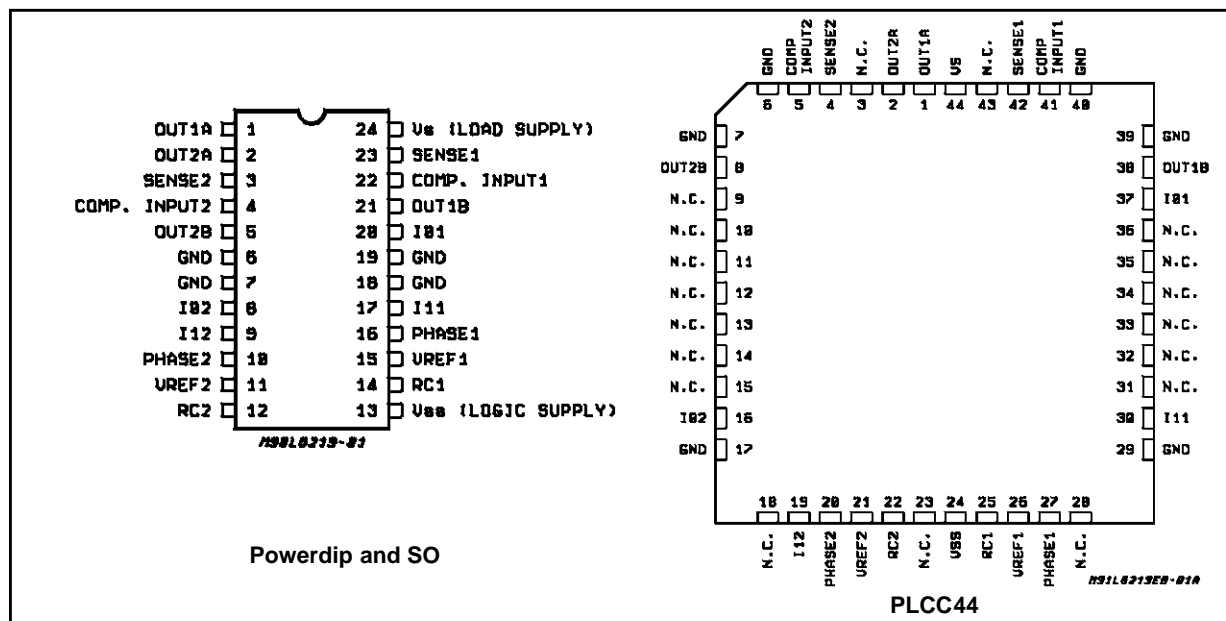 OUT1A 1 24 Vs (LOAD SUPPLY)
OUT2A 2 23 SENSE1
SENSE2 3 22 COMP. INPUT1
COMP. INPUT2 4 21 OUT1B
OUT2B 5 20 I01
GND 6 19 GND
GND 7 18 GND
I02 8 17 I11
I12 9 16 PHASE1
PHASE2 10 15 VREF1
VREF2 11 14 RC1
RC2 12 13 Vss (LOGIC SUPPLY)
M90L6219-01
Powerdip and SO
GND COMP INPUT2 SENSE2 N.C. OUT2A OUT1A VS N.C. SENSE1 COMP INPUT1 GND
6 5 4 3 2 1 44 43 42 41 40
GND 7 39 GND
OUT2B 8 38 OUT1B
N.C. 9 37 I01
N.C. 10 36 N.C.
N.C. 11 35 N.C.
N.C. 12 34 N.C.
N.C. 13 33 N.C.
N.C. 14 32 N.C.
N.C. 15 31 N.C.
I02 16 30 I11
GND 17 29 GND
18 19 20 21 22 23 24 25 26 27 28
N.C. I12 PHASE2 VREF2 RC2 N.C. VSS RC1 VREF1 PHASE1 N.C.
M91L6219EB-01A
PLCC44